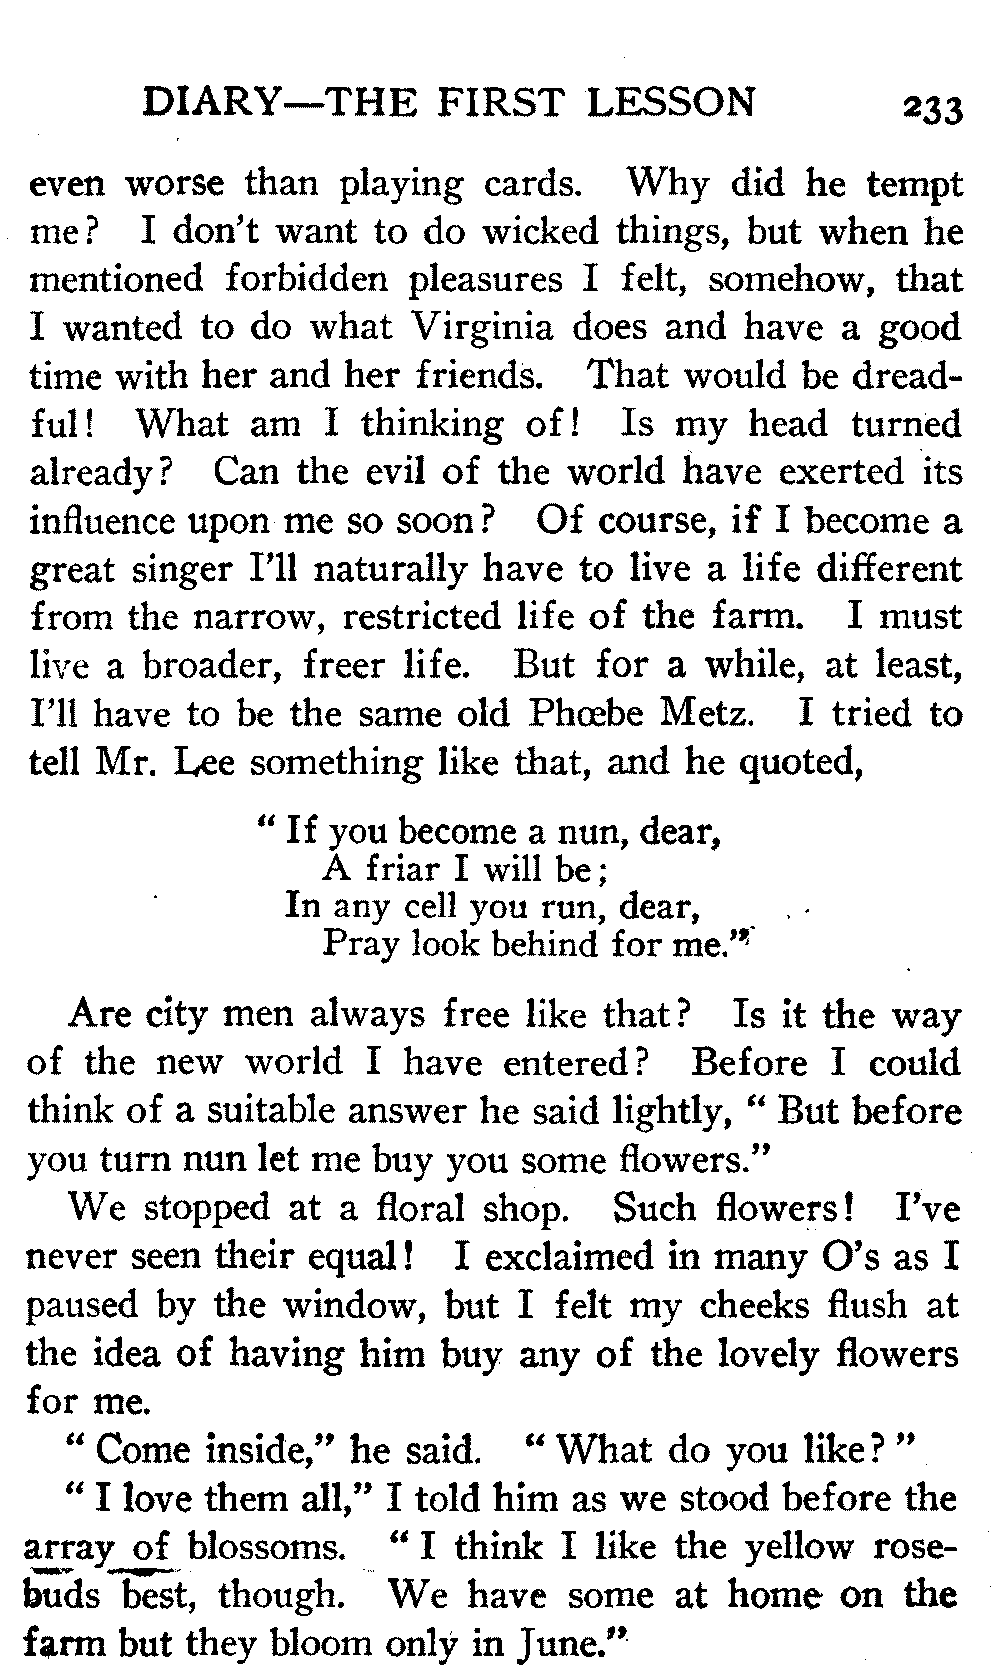 DIARY—THE FIRST LESSON 233
even worse than playing cards. Why did he tempt
me? I don't want to do wicked things, but when he
mentioned forbidden pleasures I felt, somehow, that
I wanted to do what Virginia does and have a good
time with her and her friends. That would be dread-
ful! What am I thinking of! Is my head turned
already? Can the evil of the world have exerted its
influence upon me so soon? Of course, if I become a
great singer I'll naturally have to live a life different
from the narrow, restricted life of the farm. I must
live a broader, freer life. But for a while, at least,
I'll have to be the same old Phœbe Metz. I tried to
tell Mr. Lee something like that, and he quoted,
" If you become a nun, dear,
A friar I will be;
In any cell you run, dear,
Pray look behind for me."
Are city men always free like that? Is it the way
of the new world I have entered? Before I could
think of a suitable answer he said lightly, " But before
you turn nun let me buy you some flowers."
We stopped at a floral shop. Such flowers! I've
never seen their equal! I exclaimed in many O's as I
paused by the window, but I felt my cheeks flush at
the idea of having him buy any of the lovely flowers
for me.
" Come inside," he said. " What do you like? "
" I love them all," I told him as we stood before the
array of blossoms. " I think I like the yellow rose-
buds best, though. We have some at home on the
farm but they bloom only in June."